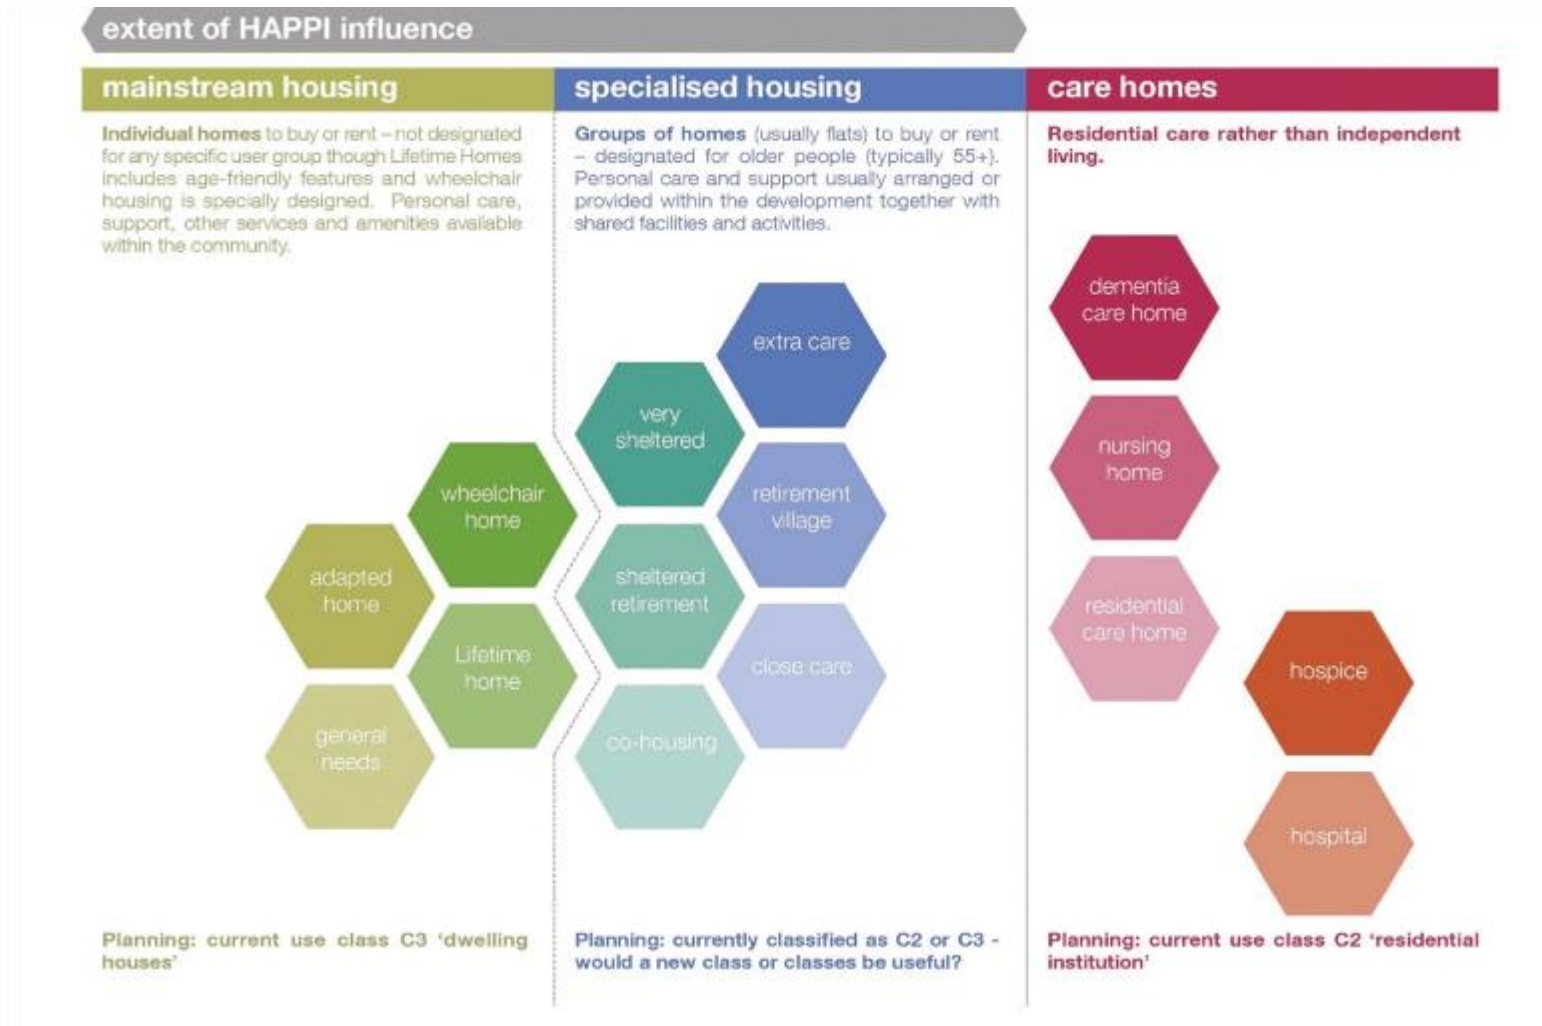 extent of HAPPI influence
mainstream housing
Individual homes to buy or rent – not designated
for any specific user group though Lifetime Homes
includes age-friendly features and wheelchair
housing is specially designed. Personal care,
support, other services and amenities available
within the community.
adapted
home
wheelchair
home
general
needs
Lifetime
home
Planning: current use class C3 ‘dwelling
houses’
specialised housing
Groups of homes (usually flats) to buy or rent
– designated for older people (typically 55+).
Personal care and support usually arranged or
provided within the development together with
shared facilities and activities.
very
sheltered
extra care
sheltered
retirement
retirement
village
co-housing
close care
Planning: currently classified as C2 or C3 -
would a new class or classes be useful?
care homes
Residential care rather than independent
living.
dementia
care home
nursing
home
residential
care home
hospice
hospital
Planning: current use class C2 ‘residential
institution’